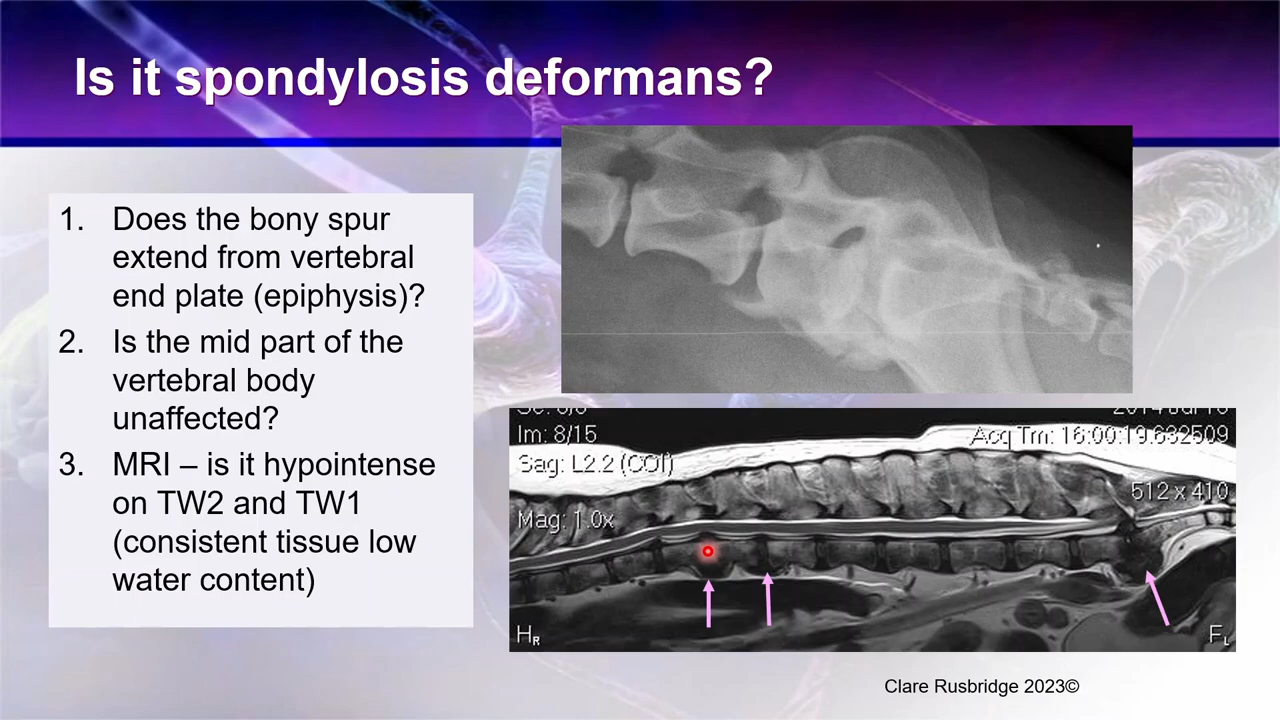 Is it spondylosis deformans?
1. Does the bony spur
extend from vertebral
end plate (epiphysis)?
2. Is the mid part of the
vertebral body
unaffected?
3. MRI – is it hypointense
on TW2 and TW1
(consistent tissue low
water content)
Im: 8/15
Acq Tm: 16:00:19.632509
Sag: L2.2 (COI)
512 x 410
Mag: 1.0x
HR
FL
Clare Rusbridge 2023©